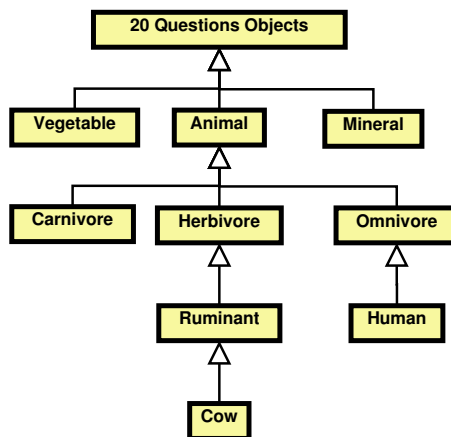 20 Questions Objects
Vegetable
Animal
Mineral
Carnivore
Herbivore
Omnivore
Ruminant
Human
Cow